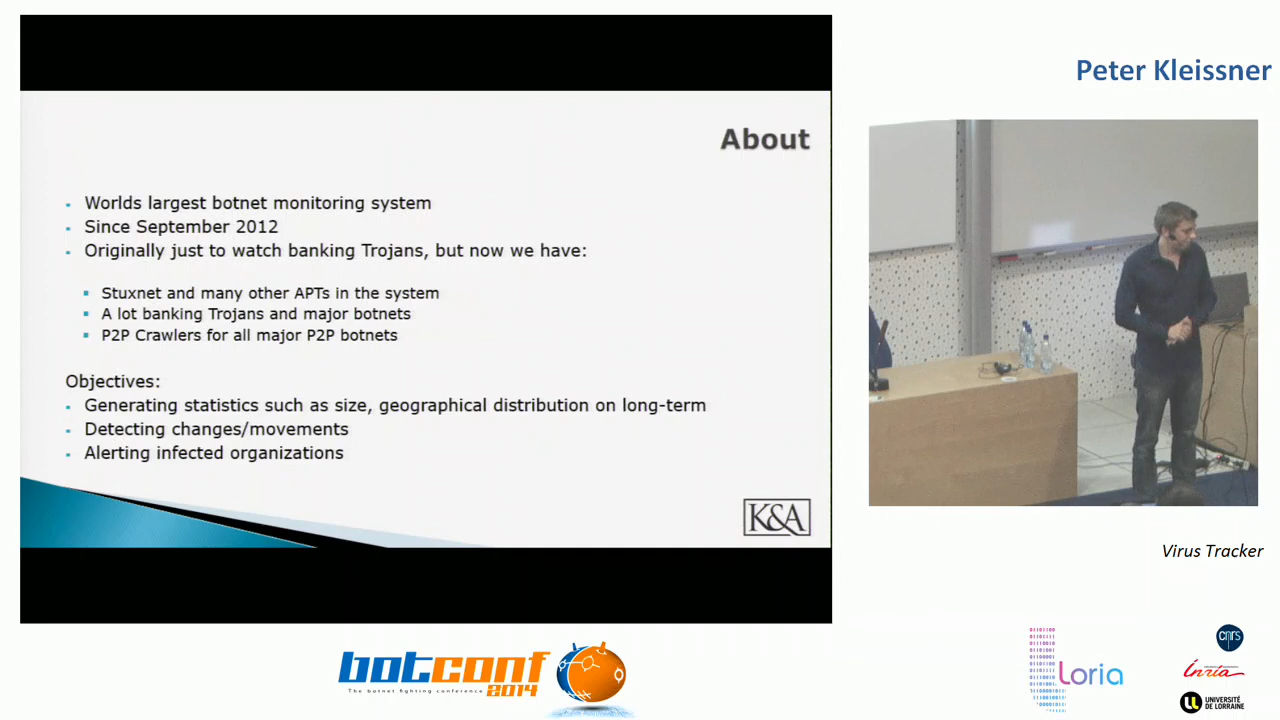 Peter Kleissner
About
Worlds largest botnet monitoring system
Since September 2012
Originally just to watch banking Trojans, but now we have:
Stuxnet and many other APTs in the system
A lot banking Trojans and major botnets
P2P Crawlers for all major P2P botnets
Objectives:
Generating statistics such as size, geographical distribution on long-term
Detecting changes/movements
Alerting infected organizations
K&A
Virus Tracker
botconf
The botnet fighting conference
2014
Loria
cnrs
Inria
UNIVERSITÉ
DE LORRAINE